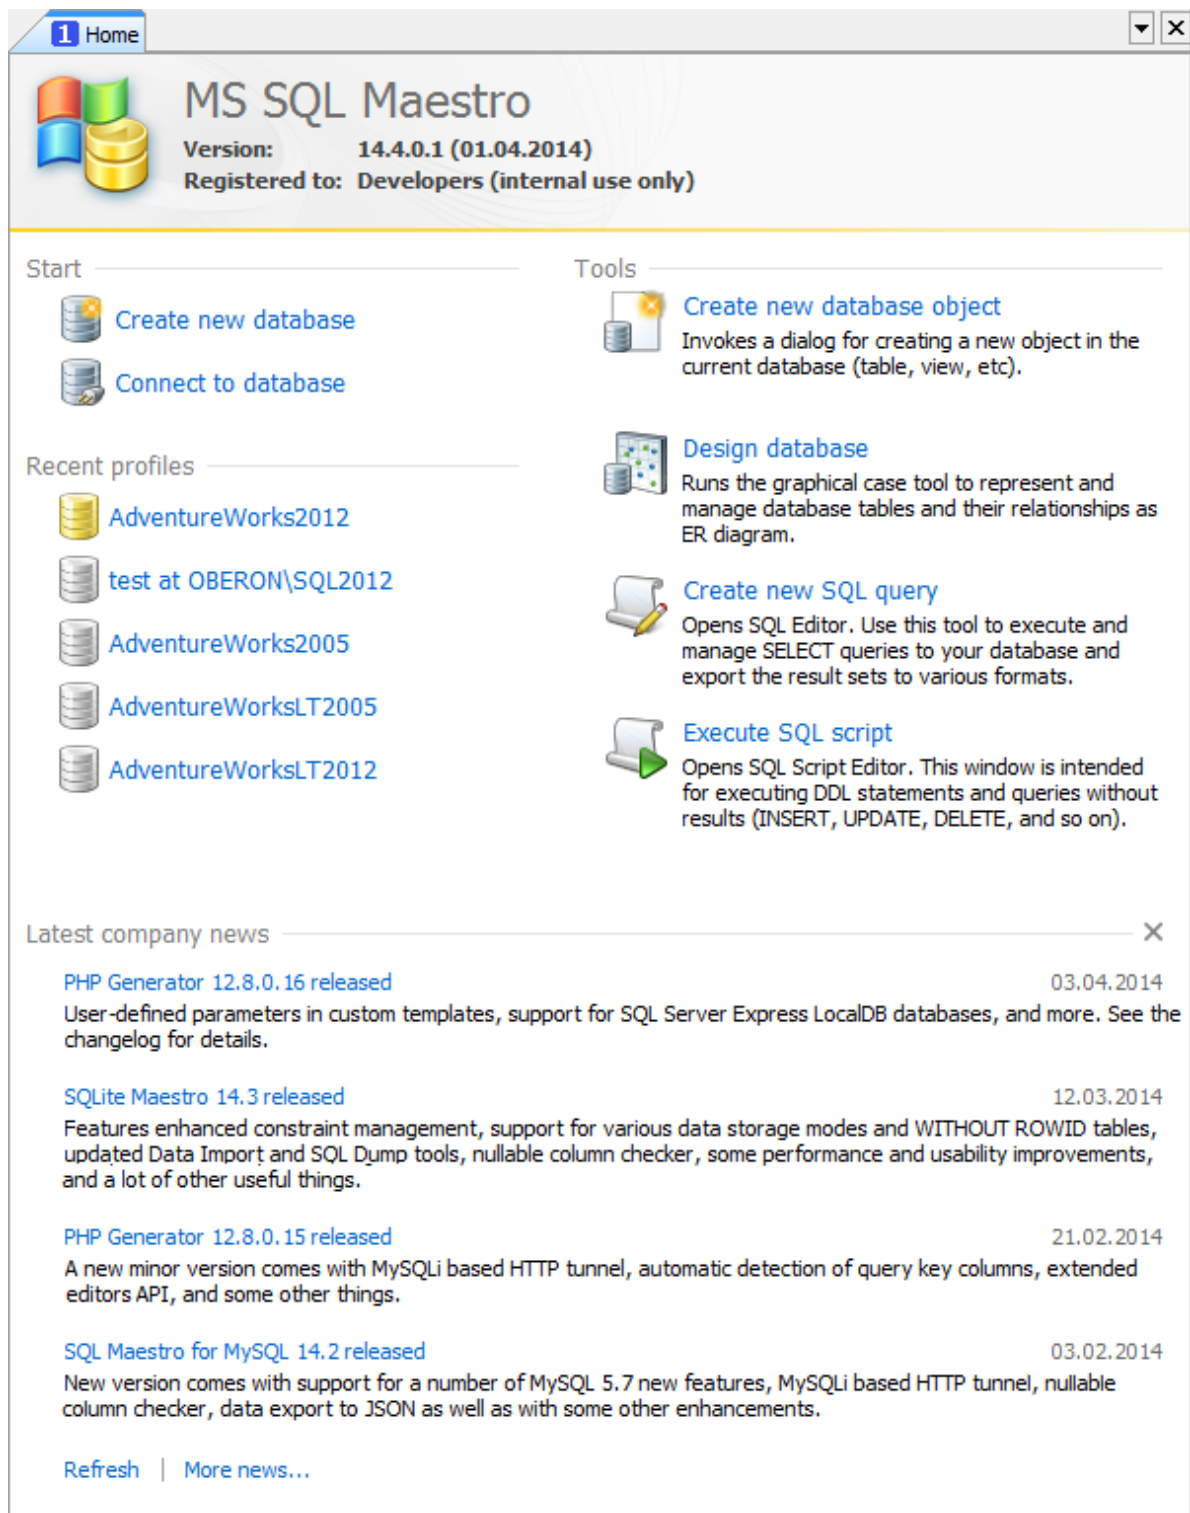 1 Home
MS SQL Maestro
Version: 14.4.0.1 (01.04.2014)
Registered to: Developers (internal use only)
Start
Create new database
Connect to database
Recent profiles
AdventureWorks2012
test at OBERON\SQL2012
AdventureWorks2005
AdventureWorksLT2005
AdventureWorksLT2012
Tools
Create new database object
Invokes a dialog for creating a new object in the
current database (table, view, etc).
Design database
Runs the graphical case tool to represent and
manage database tables and their relationships as
ER diagram.
Create new SQL query
Opens SQL Editor. Use this tool to execute and
manage SELECT queries to your database and
export the result sets to various formats.
Execute SQL script
Opens SQL Script Editor. This window is intended
for executing DDL statements and queries without
results (INSERT, UPDATE, DELETE, and so on).
Latest company news
PHP Generator 12.8.0.16 released 03.04.2014
User-defined parameters in custom templates, support for SQL Server Express LocalDB databases, and more. See the
changelog for details.
SQLite Maestro 14.3 released 12.03.2014
Features enhanced constraint management, support for various data storage modes and WITHOUT ROWID tables,
updated Data Import and SQL Dump tools, nullable column checker, some performance and usability improvements,
and a lot of other useful things.
PHP Generator 12.8.0.15 released 21.02.2014
A new minor version comes with MySQLi based HTTP tunnel, automatic detection of query key columns, extended
editors API, and some other things.
SQL Maestro for MySQL 14.2 released 03.02.2014
New version comes with support for a number of MySQL 5.7 new features, MySQLi based HTTP tunnel, nullable
column checker, data export to JSON as well as with some other enhancements.
Refresh | More news...